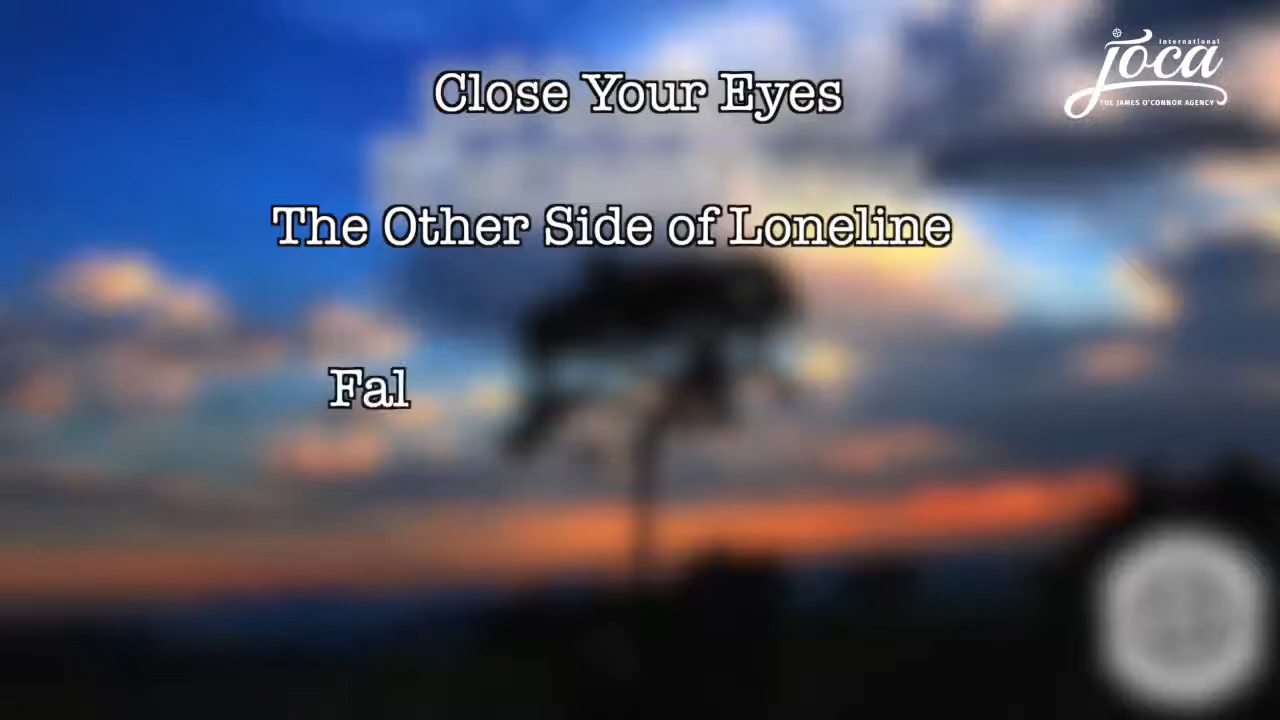 international
joca
THE JAMES O'CONNOR AGENCY
Close Your Eyes
The Other Side of Loneline
Fal